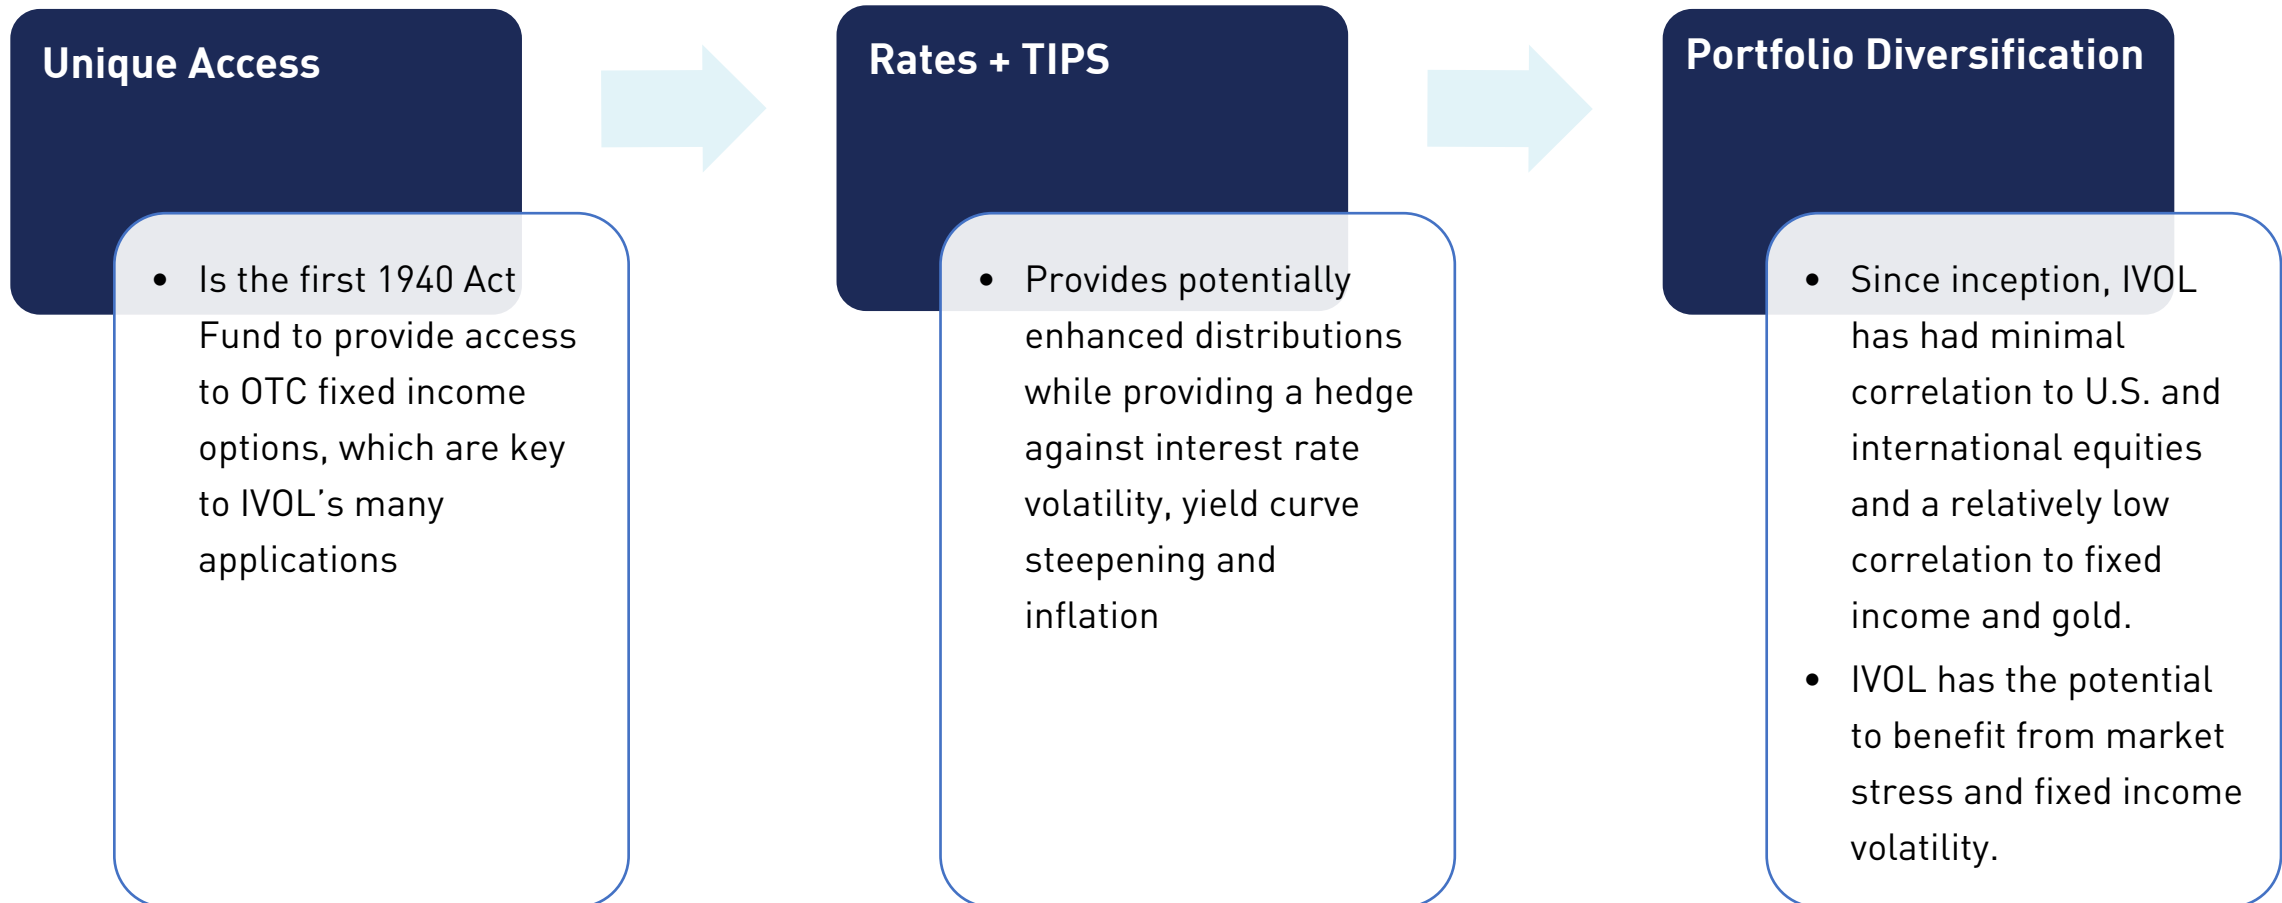 Unique Access
• Is the first 1940 Act
Fund to provide access
to OTC fixed income
options, which are key
to IVOL’s many
applications
Rates + TIPS
• Provides potentially
enhanced distributions
while providing a hedge
against interest rate
volatility, yield curve
steepening and
inflation
Portfolio Diversification
• Since inception, IVOL
has had minimal
correlation to U.S. and
international equities
and a relatively low
correlation to fixed
income and gold.
• IVOL has the potential
to benefit from market
stress and fixed income
volatility.